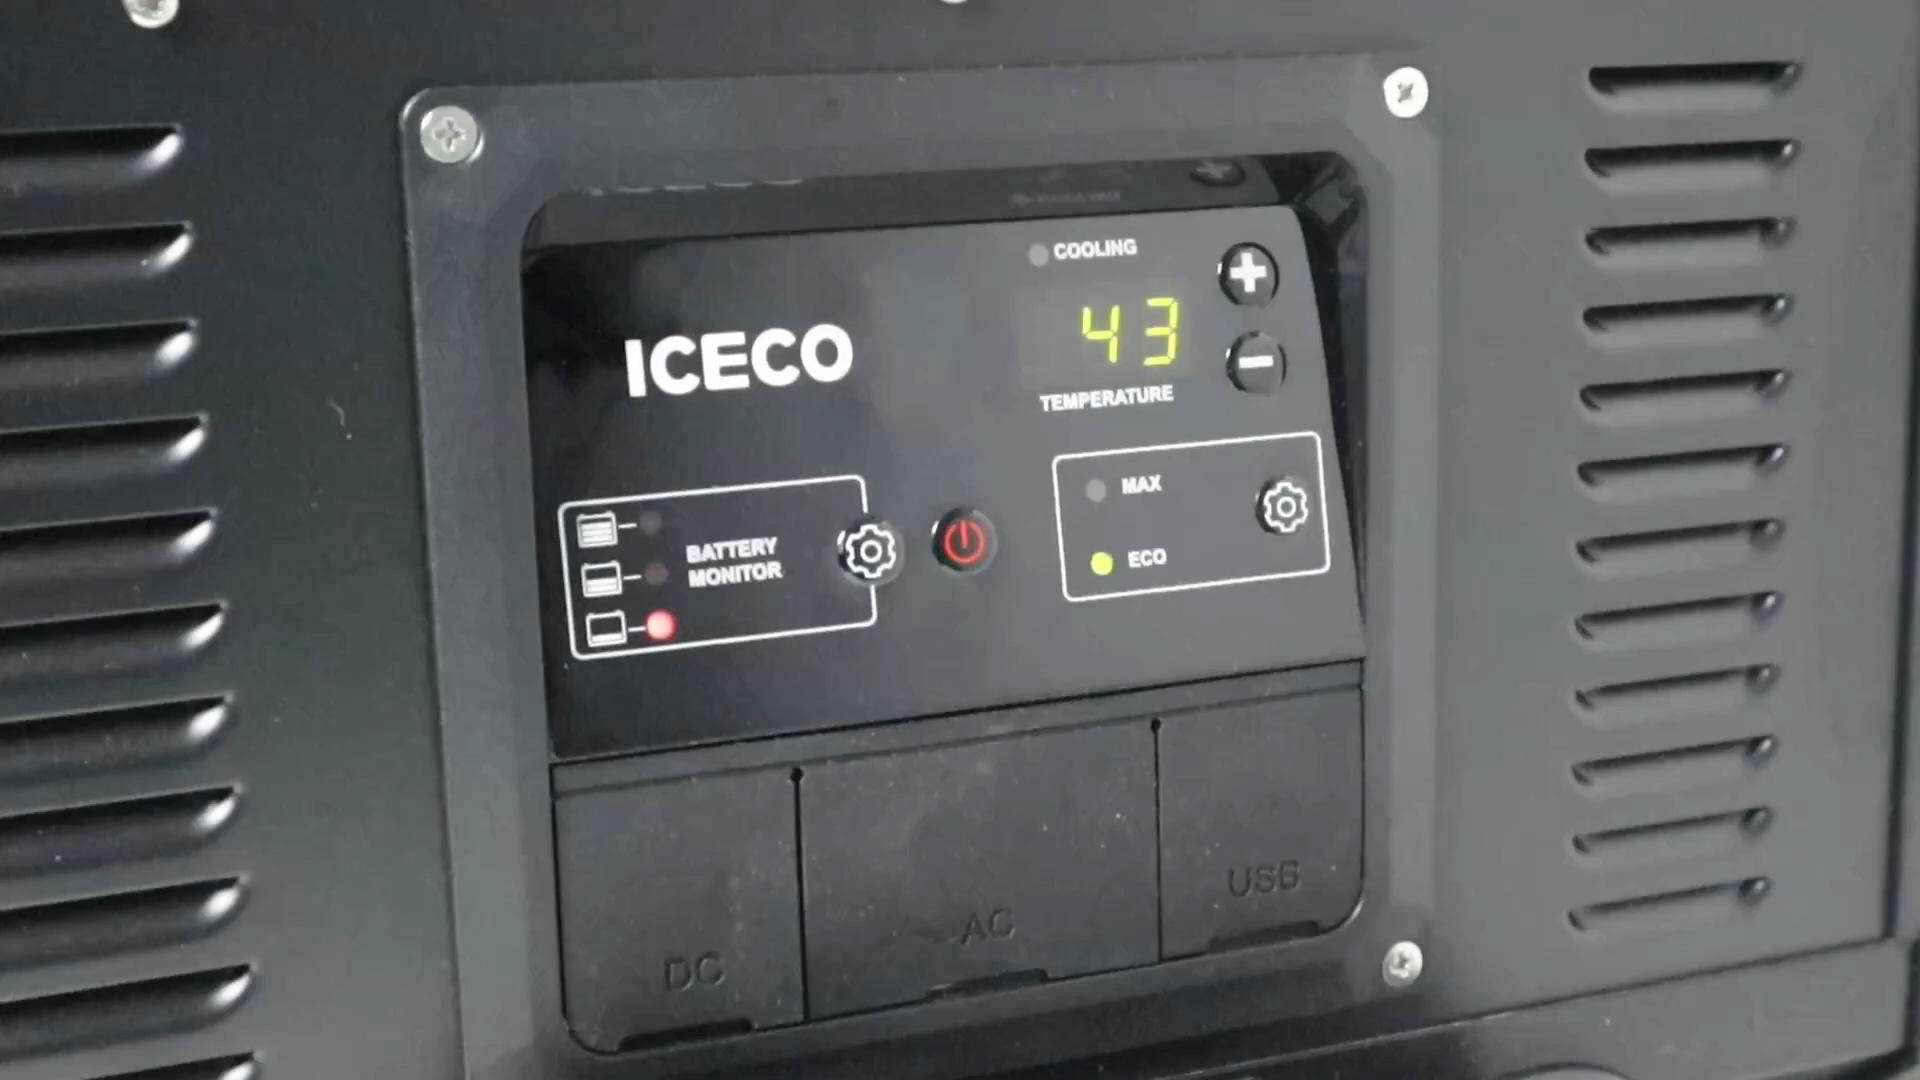 COOLING
43
ICECO
TEMPERATURE
MAX
BATTERY
MONITOR
ECO
DC
AC
USB